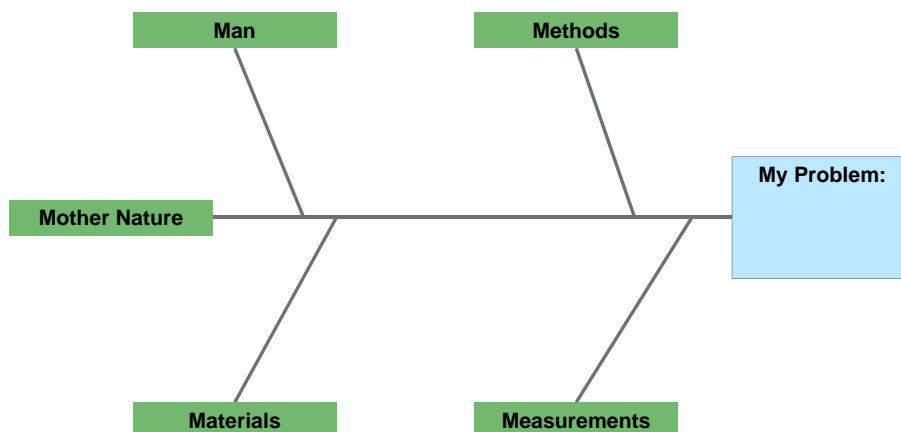 Man
Methods
My Problem:
Mother Nature
Materials
Measurements